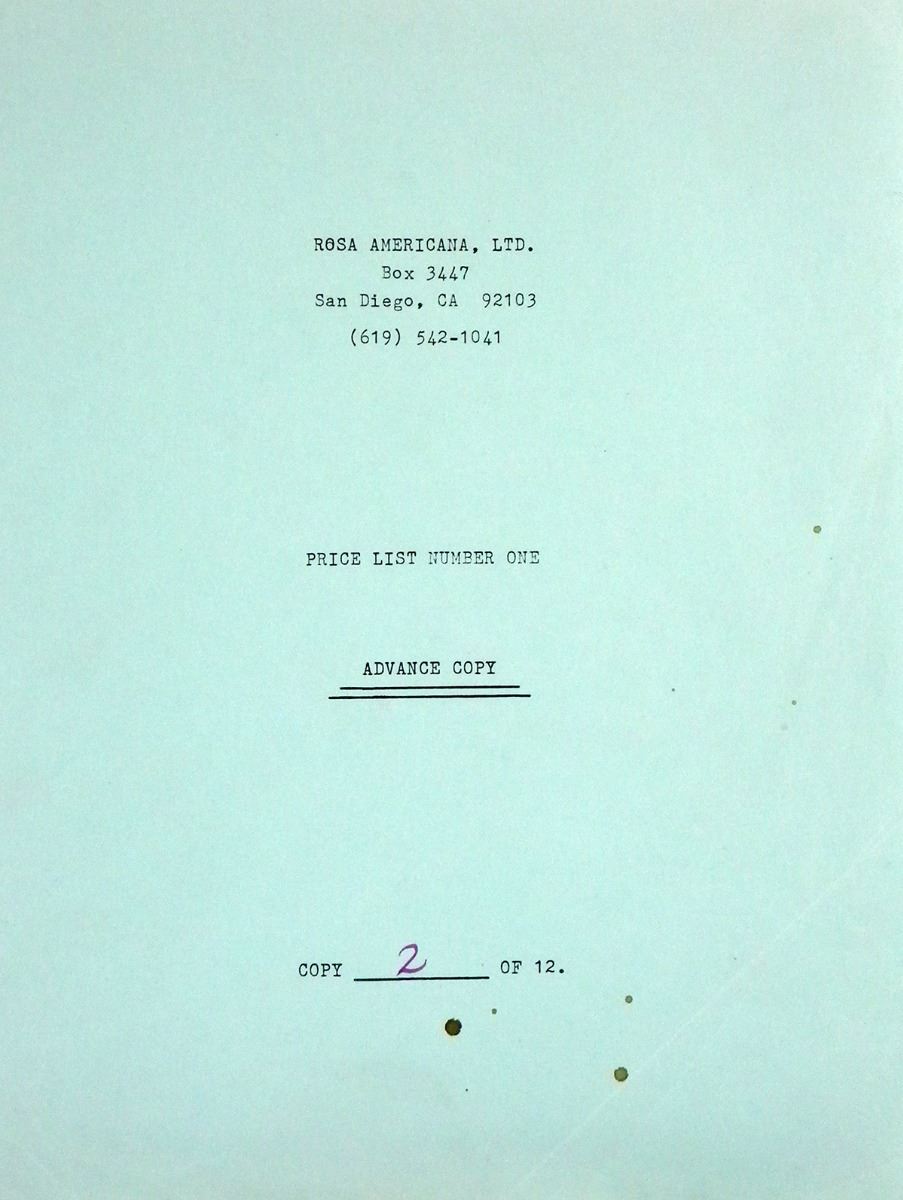 ROSA AMERICANA, LTD.
Box 3447
San Diego, CA  92103
(619) 542-1041
PRICE LIST NUMBER ONE
ADVANCE COPY
COPY 2 OF 12.